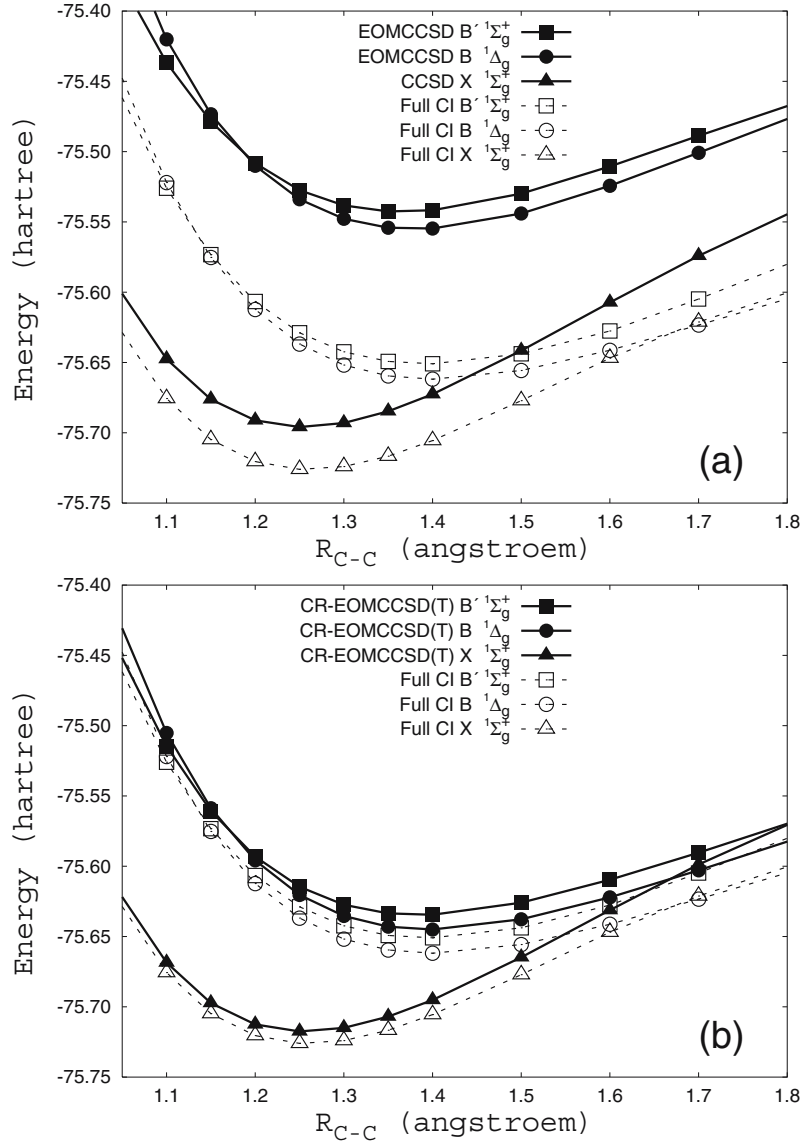 -75.40
-75.45
-75.50
-75.55
-75.60
-75.65
-75.70
-75.75
Energy (hartree)
EOMCCSD B´ ¹Σg⁺
EOMCCSD B ¹Δg
CCSD X ¹Σg⁺
Full CI B´ ¹Σg⁺
Full CI B ¹Δg
Full CI X ¹Σg⁺
(a)
1.1 1.2 1.3 1.4 1.5 1.6 1.7 1.8
R_C-C (angstroem)
-75.40
-75.45
-75.50
-75.55
-75.60
-75.65
-75.70
-75.75
Energy (hartree)
CR-EOMCCSD(T) B´ ¹Σg⁺
CR-EOMCCSD(T) B ¹Δg
CR-EOMCCSD(T) X ¹Σg⁺
Full CI B´ ¹Σg⁺
Full CI B ¹Δg
Full CI X ¹Σg⁺
(b)
1.1 1.2 1.3 1.4 1.5 1.6 1.7 1.8
R_C-C (angstroem)